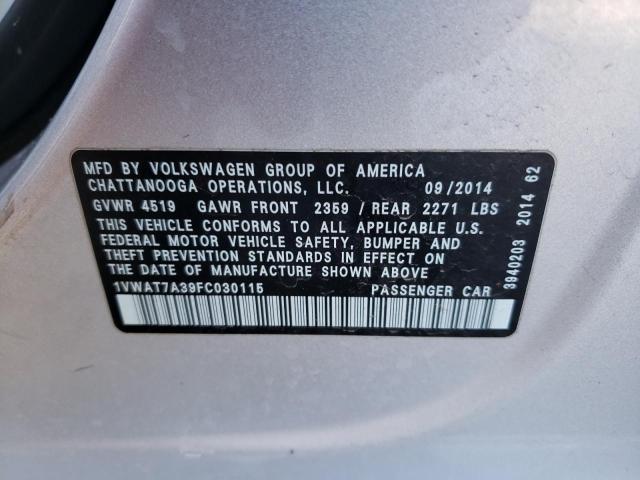 MFD BY VOLKSWAGEN GROUP OF AMERICA
CHATTANOOGA OPERATIONS, LLC. 09/2014
GVWR 4519 GAWR FRONT 2359 / REAR 2271 LBS
THIS VEHICLE CONFORMS TO ALL APPLICABLE U.S.
FEDERAL MOTOR VEHICLE SAFETY, BUMPER AND
THEFT PREVENTION STANDARDS IN EFFECT ON
THE DATE OF MANUFACTURE SHOWN ABOVE
1VWAT7A39FC030115 PASSENGER CAR
3940203 2014 62